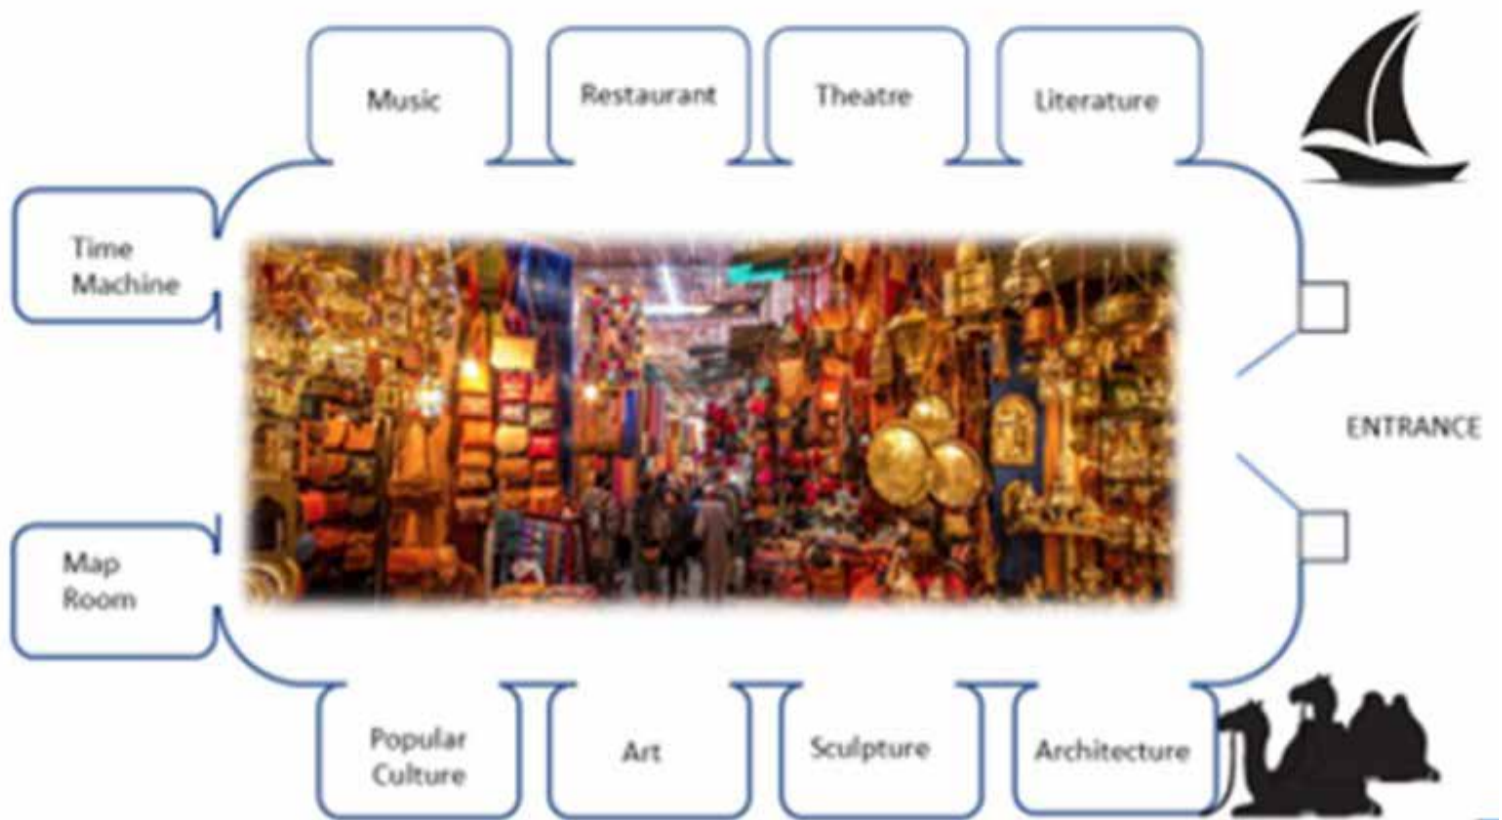 Music
Restaurant
Theatre
Literature
Time
Machine
ENTRANCE
Map
Room
Popular
Culture
Art
Sculpture
Architecture